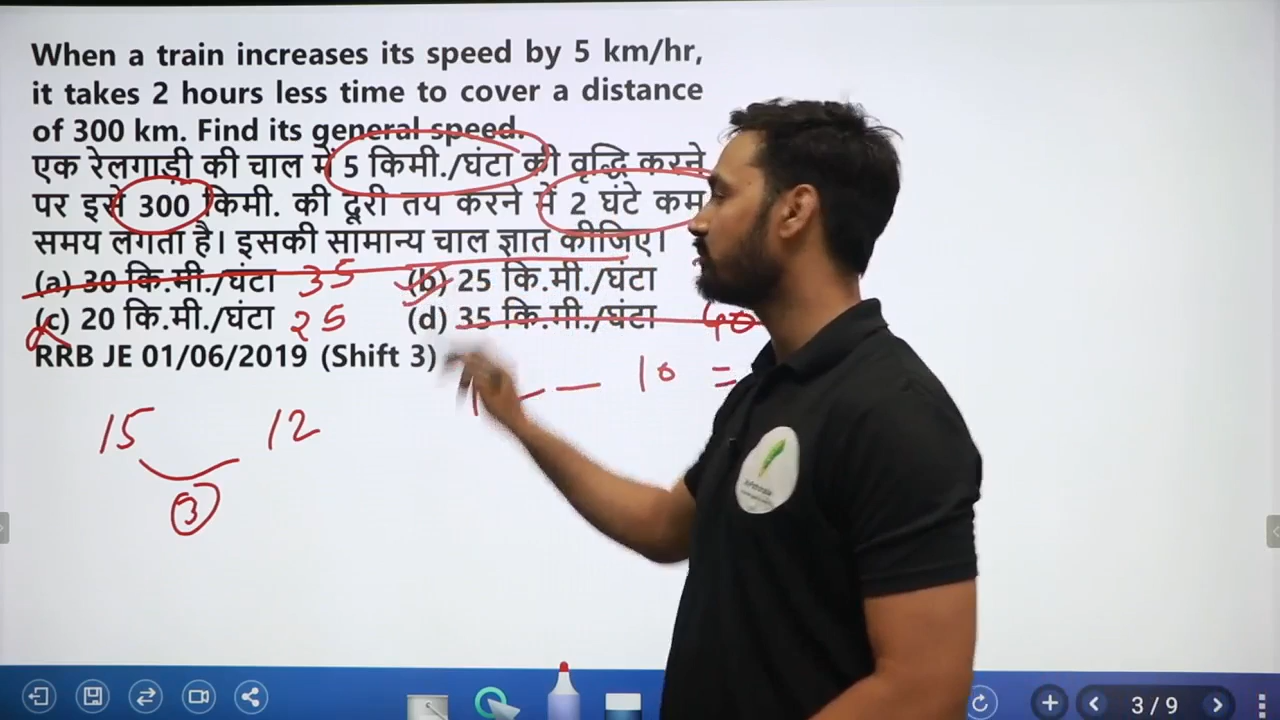 When a train increases its speed by 5 km/hr,
it takes 2 hours less time to cover a distance
of 300 km. Find its general speed.
एक रेलगाड़ी की चाल में 5 किमी./घंटा की वृद्धि करने
पर इसे 300 किमी. की दूरी तय करने में 2 घंटे कम
समय लगता है। इसकी सामान्य चाल ज्ञात कीजिए।
(a) 30 कि.मी./घंटा 35 (b) 25 कि.मी./घंटा
(c) 20 कि.मी./घंटा 25 (d) 35 कि.मी./घंटा 40
RRB JE 01/06/2019 (Shift 3)
10 =
15 12
3
3 / 9